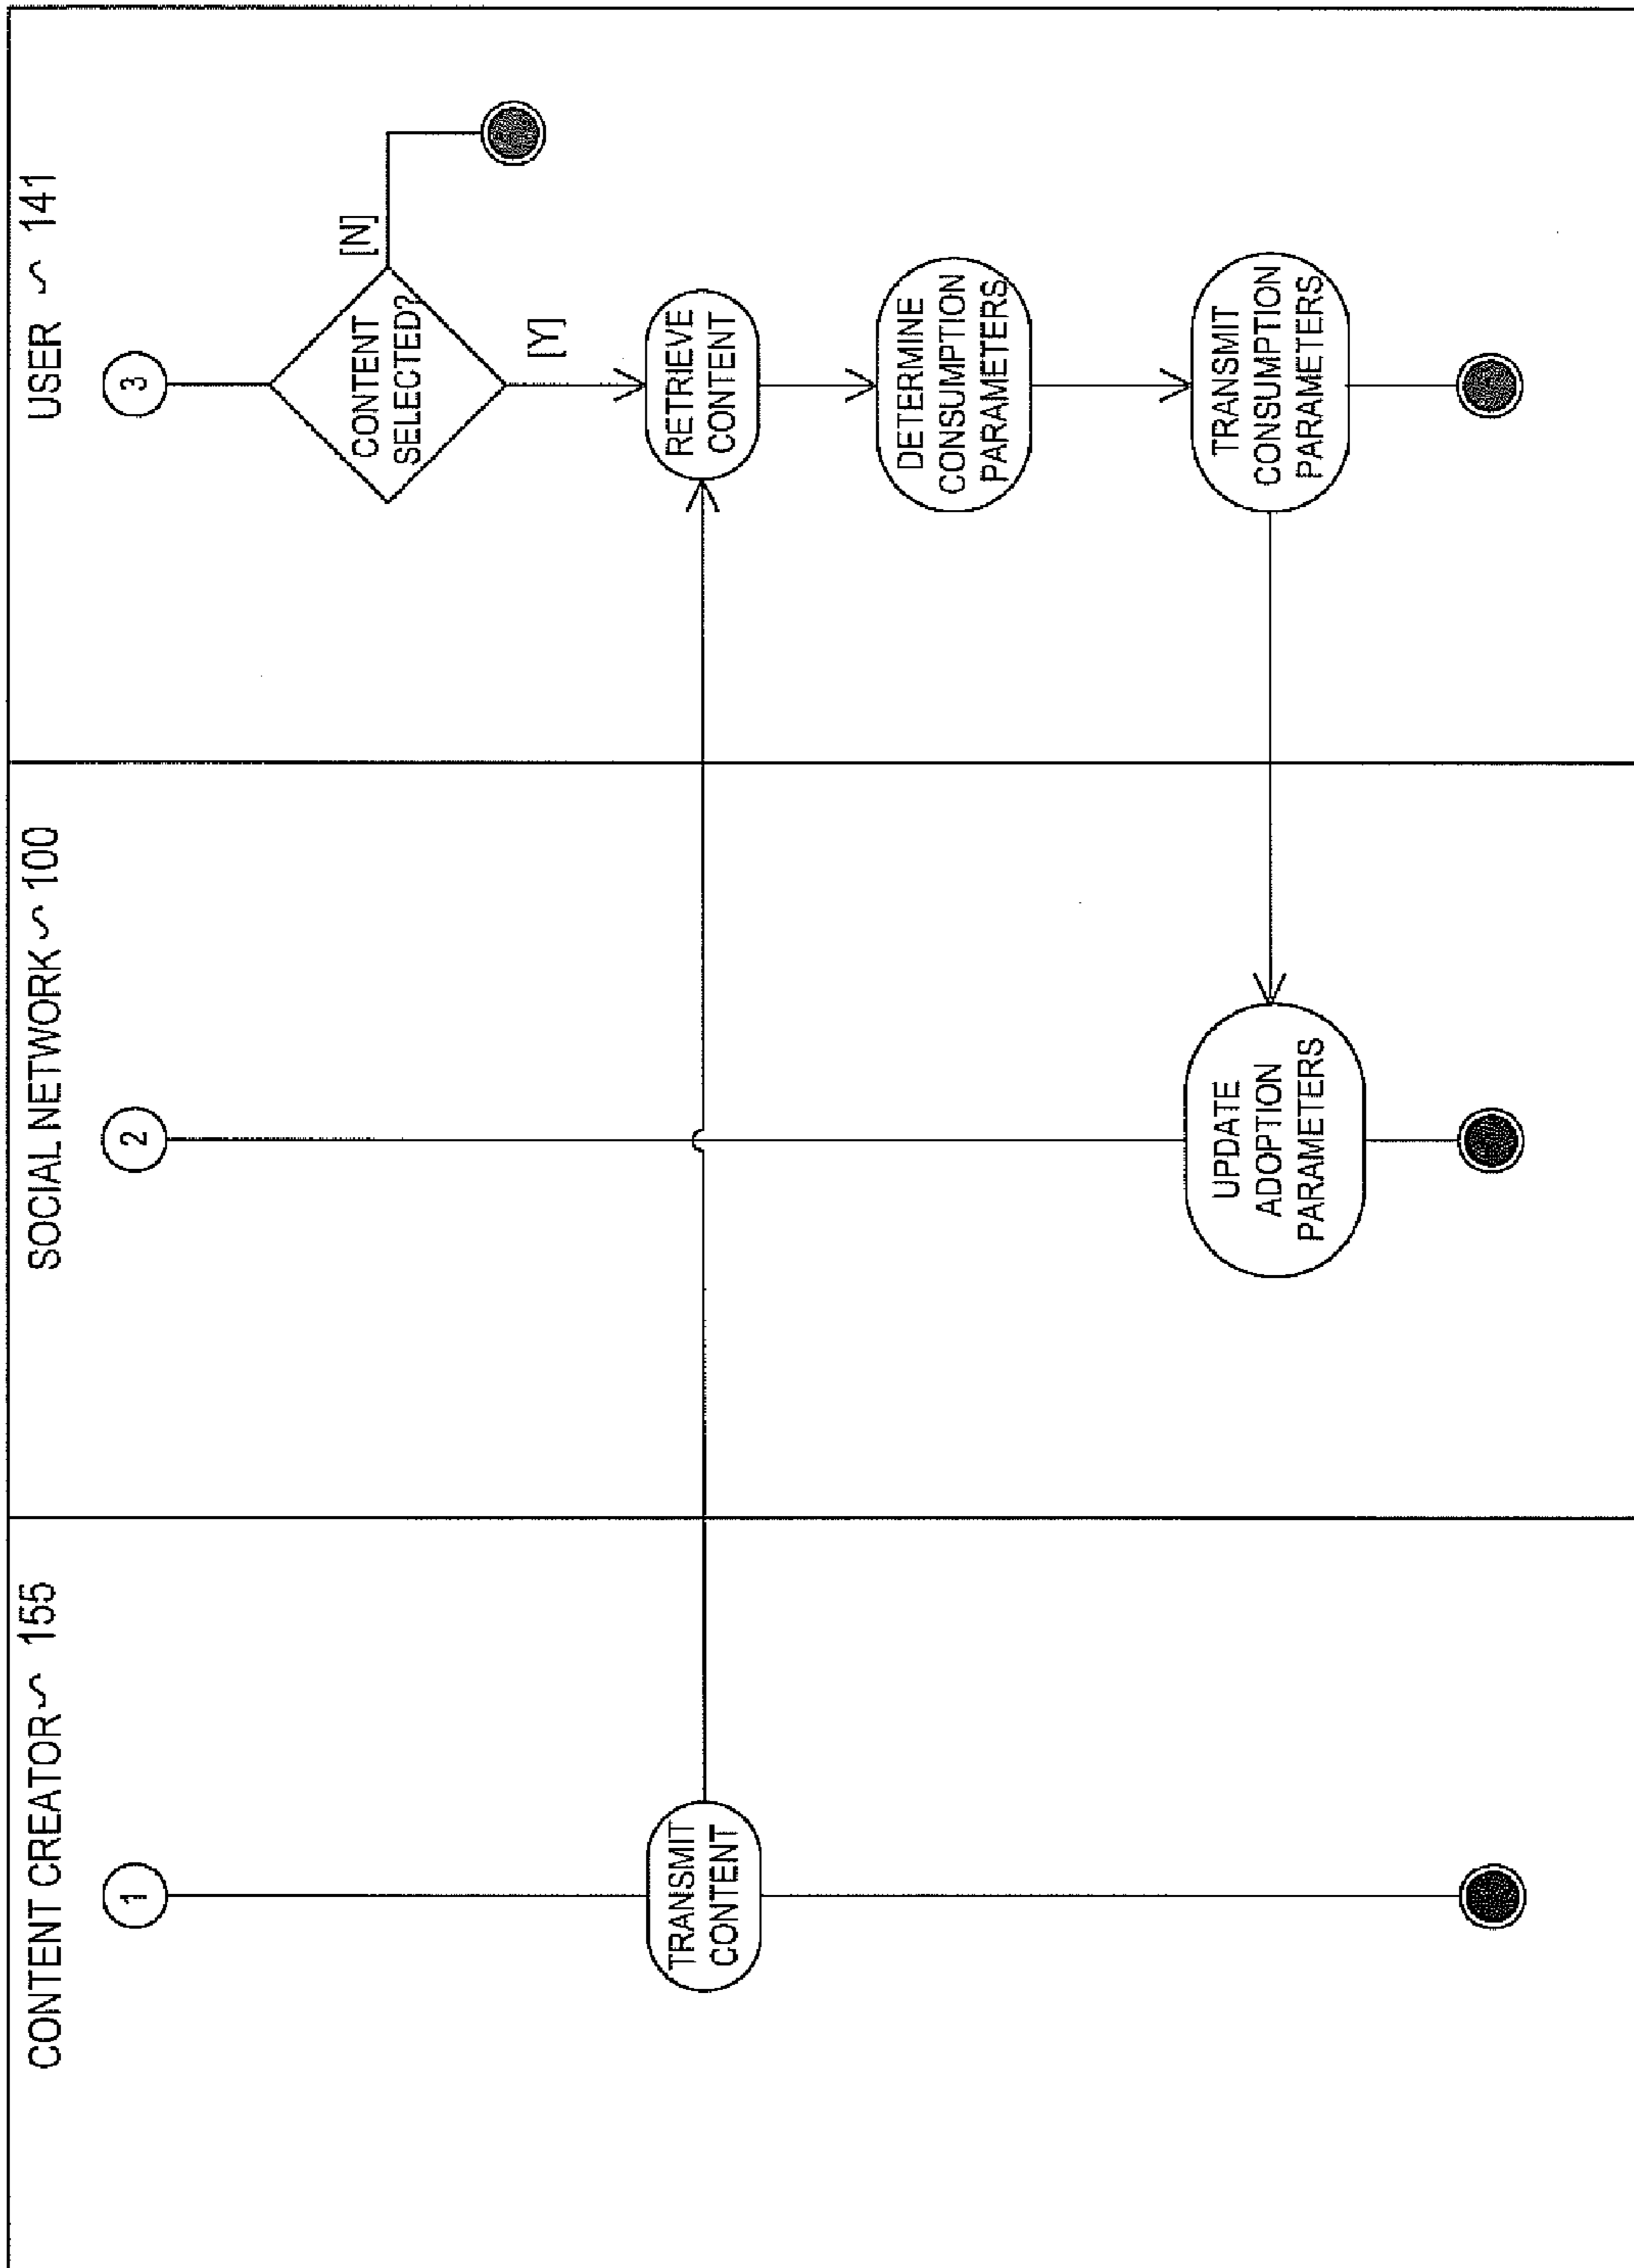 CONTENT CREATOR ~ 155
SOCIAL NETWORK ~ 100
USER ~ 141
1
2
3
CONTENT
SELECTED?
[N]
[Y]
TRANSMIT
CONTENT
RETRIEVE
CONTENT
DETERMINE
CONSUMPTION
PARAMETERS
UPDATE
ADOPTION
PARAMETERS
TRANSMIT
CONSUMPTION
PARAMETERS